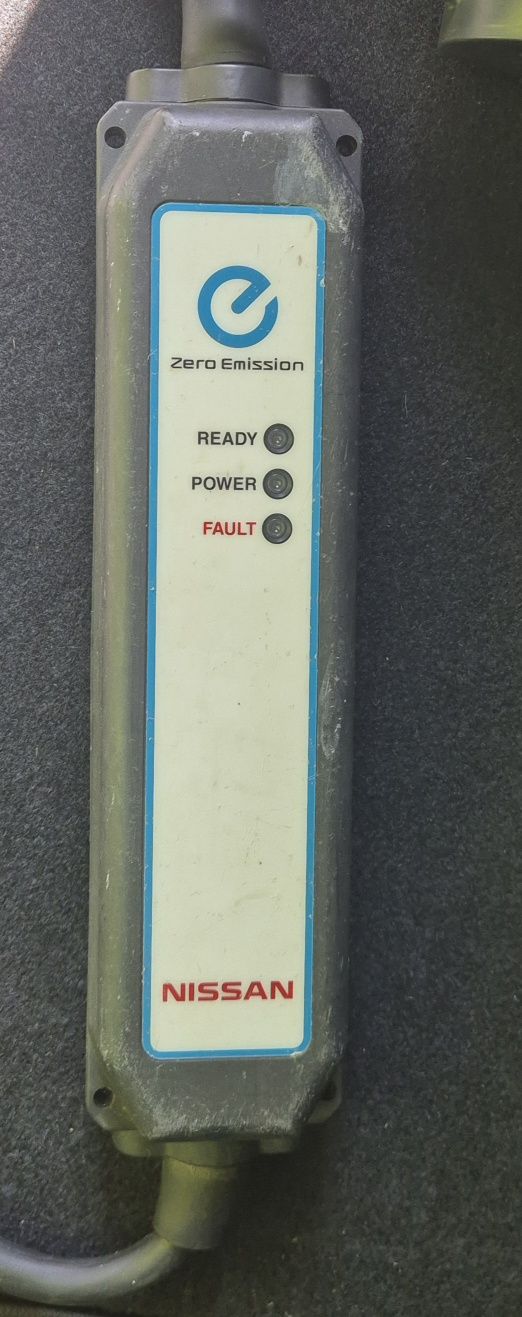 Zero Emission
READY
POWER
FAULT
NISSAN